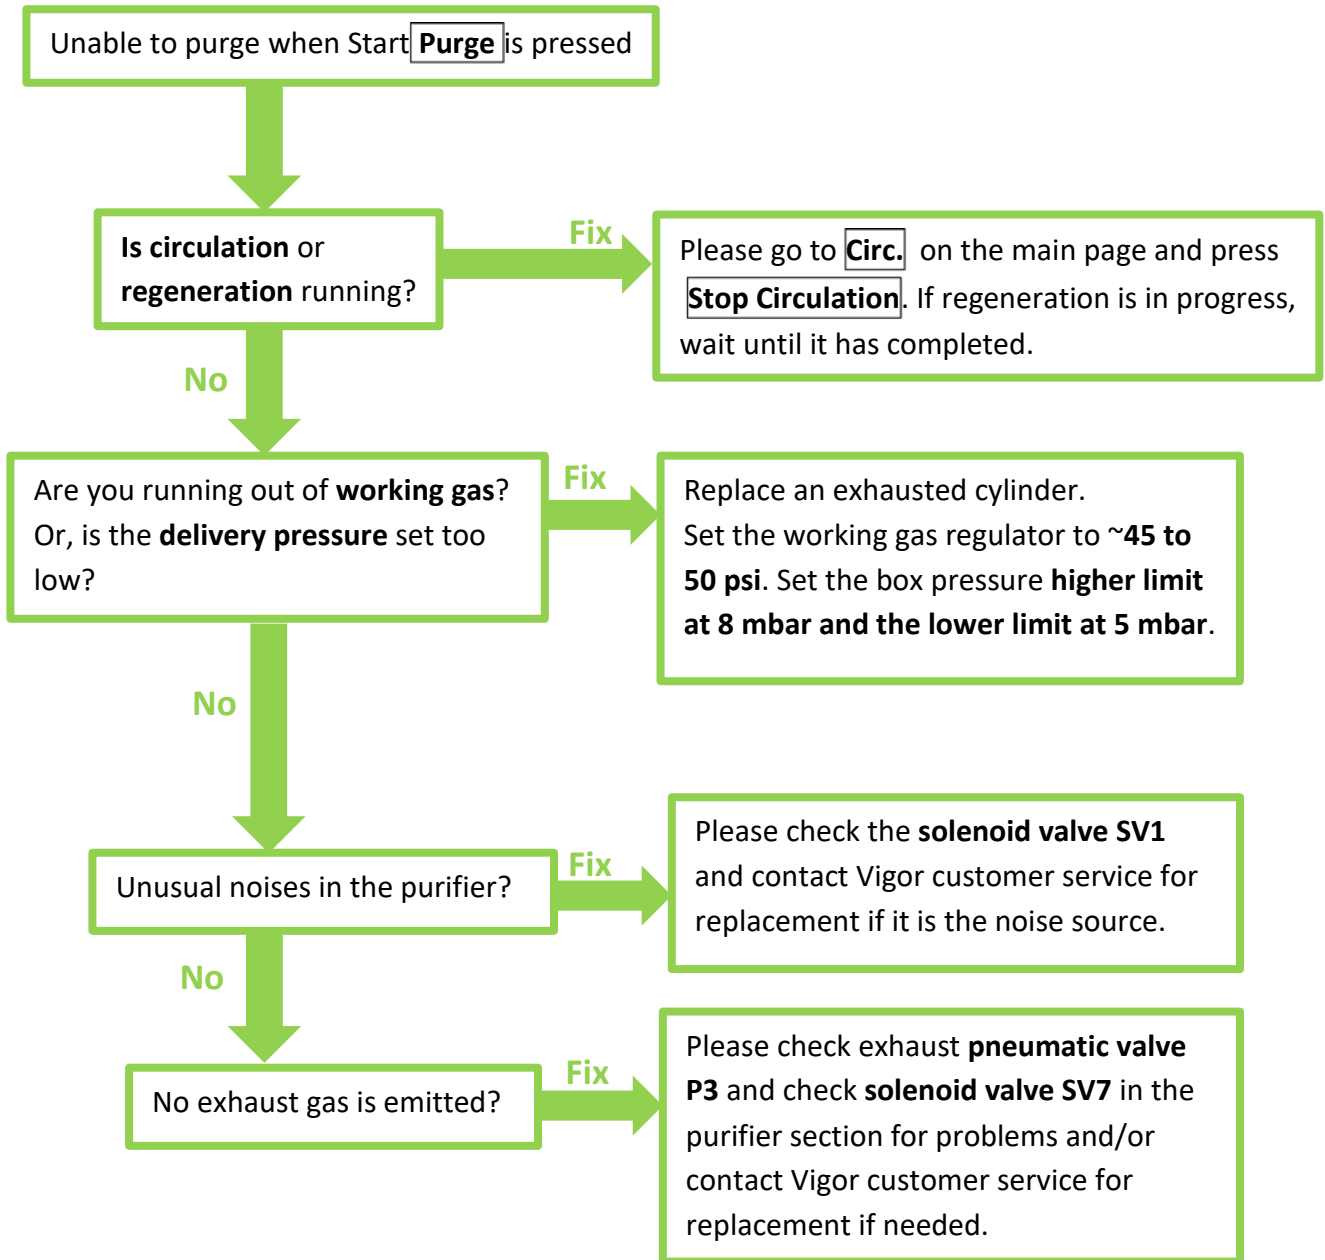 Unable to purge when Start Purge is pressed
Is circulation or
regeneration running?
Fix
Please go to Circ. on the main page and press
Stop Circulation. If regeneration is in progress,
wait until it has completed.
No
Are you running out of working gas?
Or, is the delivery pressure set too
low?
Fix
Replace an exhausted cylinder.
Set the working gas regulator to ~45 to
50 psi. Set the box pressure higher limit
at 8 mbar and the lower limit at 5 mbar.
No
Unusual noises in the purifier?
Fix
Please check the solenoid valve SV1
and contact Vigor customer service for
replacement if it is the noise source.
No
No exhaust gas is emitted?
Fix
Please check exhaust pneumatic valve
P3 and check solenoid valve SV7 in the
purifier section for problems and/or
contact Vigor customer service for
replacement if needed.